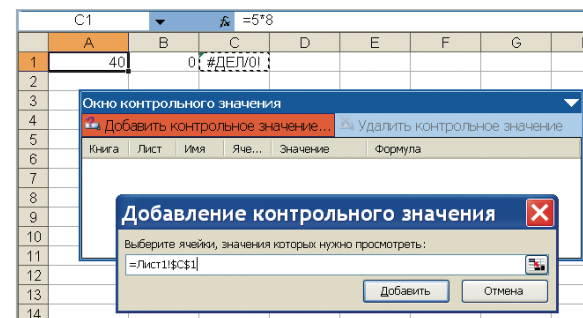 C1 fx =5*8
A B C D E F G
1 40 0 #ДЕЛ/0!
2
3
4
5
6
7
8
9
10
11
12
13
14
Окно контрольного значения
Добавить контрольное значение... Удалить контрольное значение
Книга Лист Имя Яче... Значение Формула
Добавление контрольного значения
Выберите ячейки, значения которых нужно просмотреть:
=Лист1!$C$1
Добавить Отмена